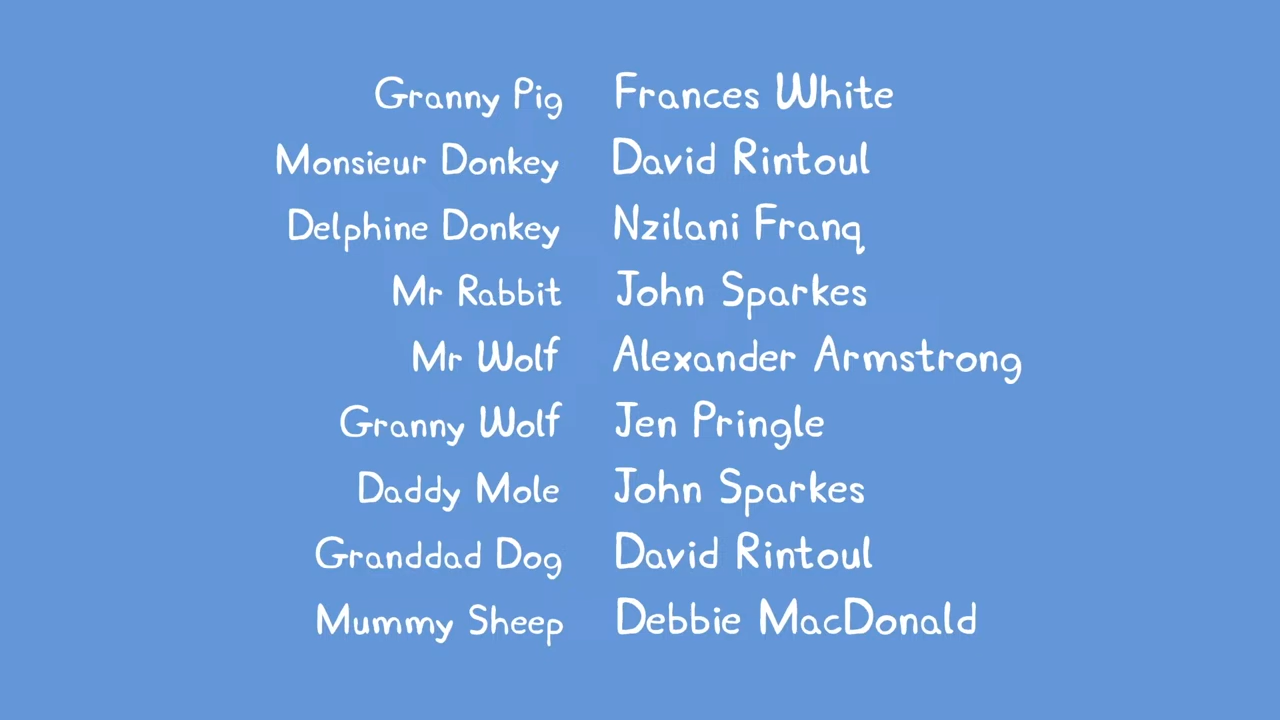 Granny Pig Frances White
Monsieur Donkey David Rintoul
Delphine Donkey Nzilani Franq
Mr Rabbit John Sparkes
Mr Wolf Alexander Armstrong
Granny Wolf Jen Pringle
Daddy Mole John Sparkes
Granddad Dog David Rintoul
Mummy Sheep Debbie MacDonald